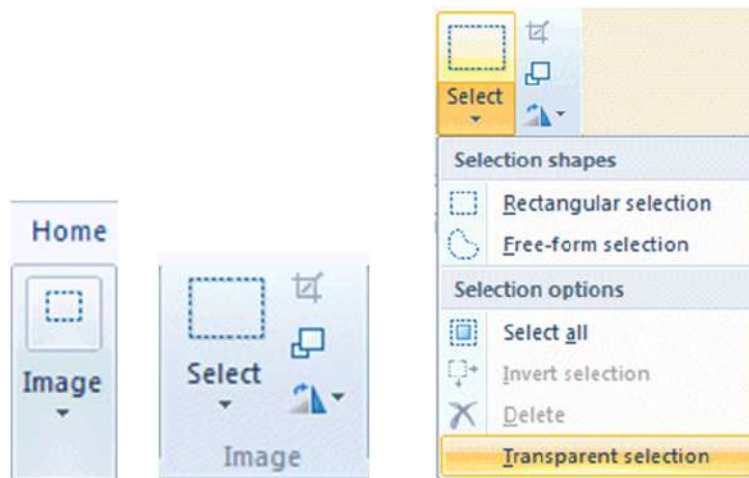 Home
Image
Select
Image
Select
Selection shapes
Rectangular selection
Free-form selection
Selection options
Select all
Invert selection
Delete
Transparent selection